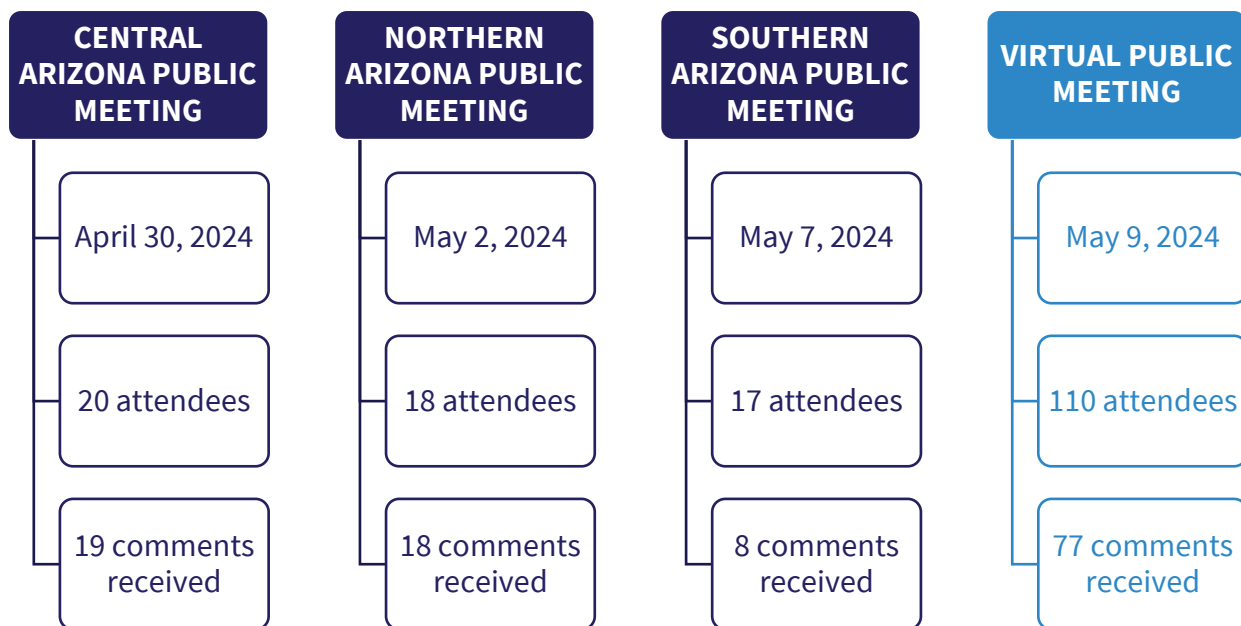 CENTRAL
ARIZONA PUBLIC
MEETING
April 30, 2024
20 attendees
19 comments
received
NORTHERN
ARIZONA PUBLIC
MEETING
May 2, 2024
18 attendees
18 comments
received
SOUTHERN
ARIZONA PUBLIC
MEETING
May 7, 2024
17 attendees
8 comments
received
VIRTUAL PUBLIC
MEETING
May 9, 2024
110 attendees
77 comments
received